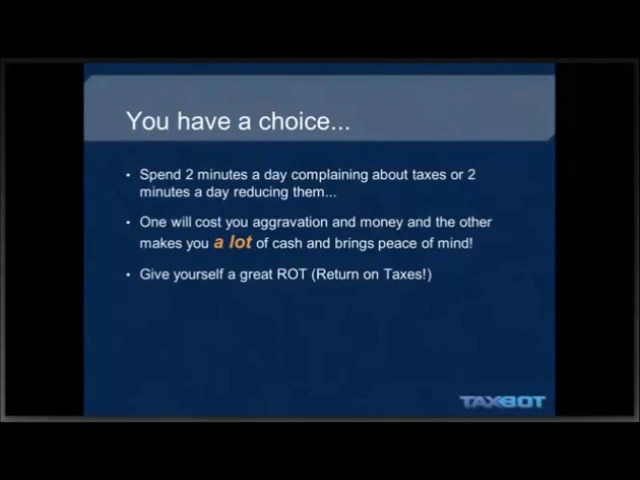 You have a choice...
• Spend 2 minutes a day complaining about taxes or 2
minutes a day reducing them...
• One will cost you aggravation and money and the other
makes you a lot of cash and brings peace of mind!
• Give yourself a great ROT (Return on Taxes!)
TAXBOT